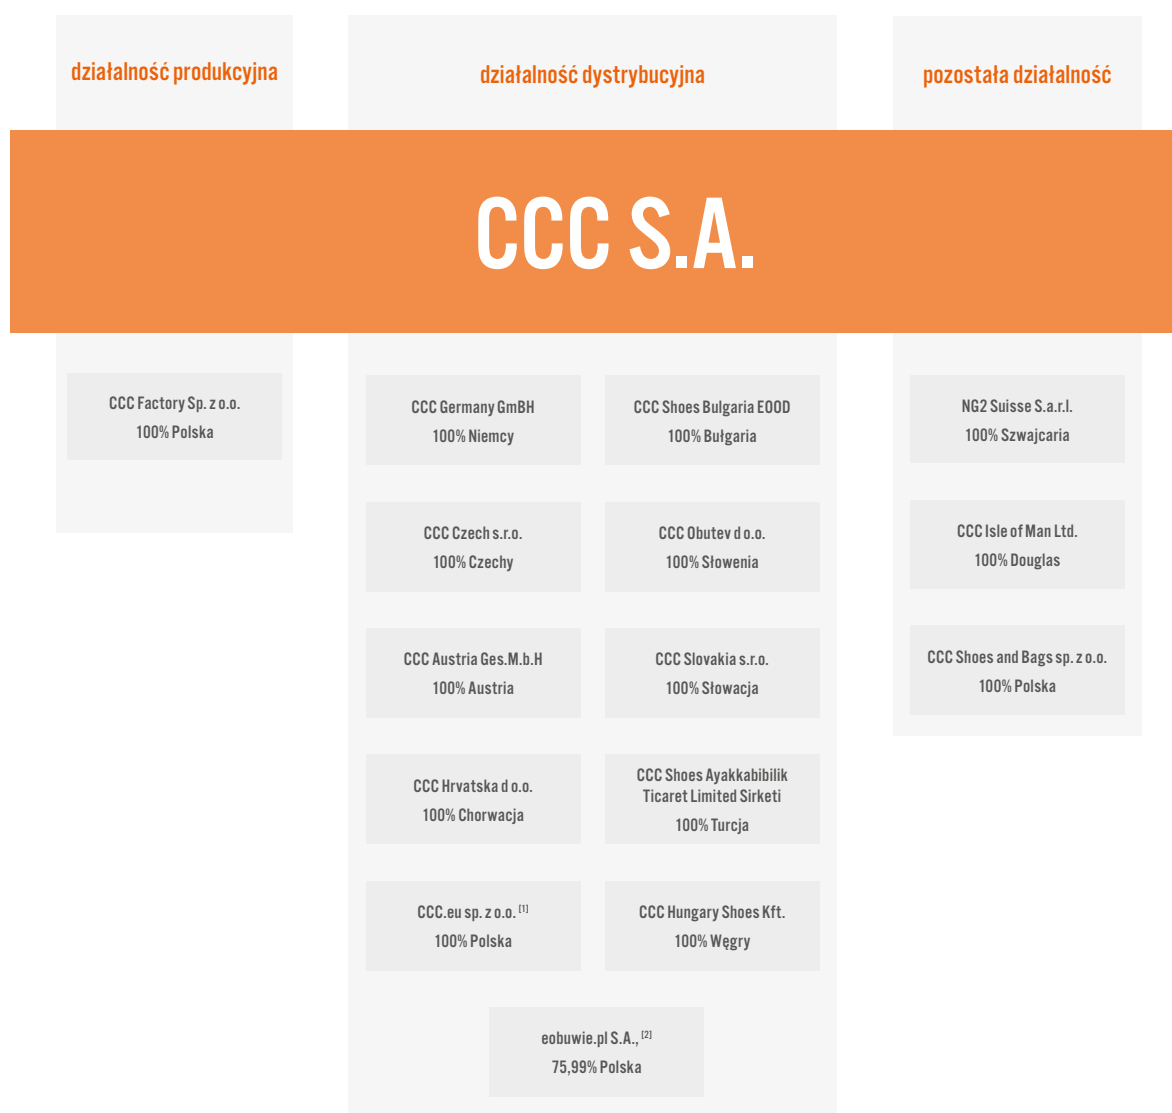 działalność produkcyjna
działalność dystrybucyjna
pozostała działalność
CCC S.A.
CCC Factory Sp. z o.o.
100% Polska
CCC Germany GmBH
100% Niemcy
CCC Shoes Bulgaria EOOD
100% Bułgaria
CCC Czech s.r.o.
100% Czechy
CCC Obutev d o.o.
100% Słowenia
CCC Austria Ges.M.b.H
100% Austria
CCC Slovakia s.r.o.
100% Słowacja
CCC Hrvatska d o.o.
100% Chorwacja
CCC Shoes Ayakkabibilik
Ticaret Limited Sirketi
100% Turcja
CCC.eu sp. z o.o. [1]
100% Polska
CCC Hungary Shoes Kft.
100% Węgry
eobuwie.pl S.A., [2]
75,99% Polska
NG2 Suisse S.a.r.l.
100% Szwajcaria
CCC Isle of Man Ltd.
100% Douglas
CCC Shoes and Bags sp. z o.o.
100% Polska